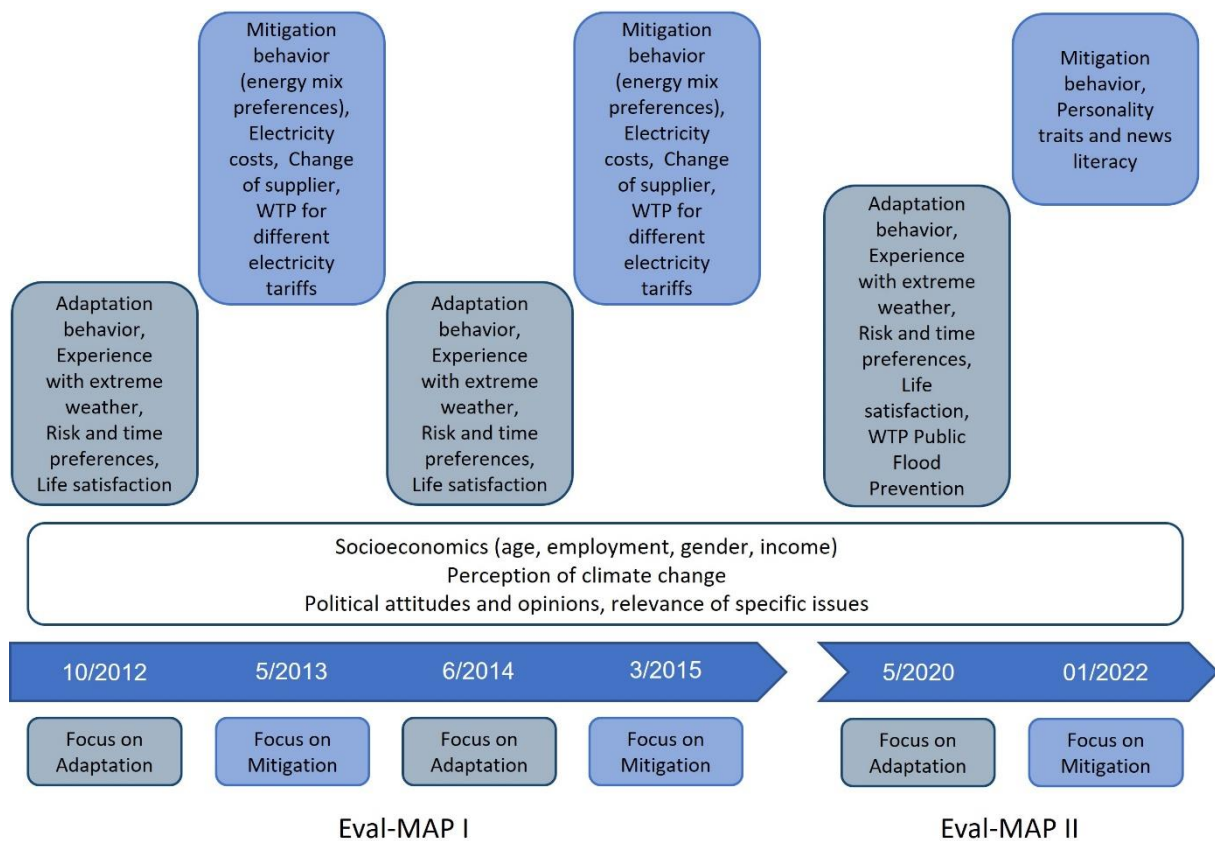 Mitigation
behavior
(energy mix
preferences),
Electricity
costs,  Change
of supplier,
WTP for
different
electricity
tariffs
Mitigation
behavior
(energy mix
preferences),
Electricity
costs,  Change
of supplier,
WTP for
different
electricity
tariffs
Mitigation
behavior,
Personality
traits and news
literacy
Adaptation
behavior,
Experience
with extreme
weather,
Risk and time
preferences,
Life satisfaction
Adaptation
behavior,
Experience
with extreme
weather,
Risk and time
preferences,
Life satisfaction
Adaptation
behavior,
Experience
with extreme
weather,
Risk and time
preferences,
Life
satisfaction,
WTP Public
Flood
Prevention
Socioeconomics (age, employment, gender, income)
Perception of climate change
Political attitudes and opinions, relevance of specific issues
10/2012
5/2013
6/2014
3/2015
5/2020
01/2022
Focus on
Adaptation
Focus on
Mitigation
Focus on
Adaptation
Focus on
Mitigation
Focus on
Adaptation
Focus on
Mitigation
Eval-MAP I
Eval-MAP II